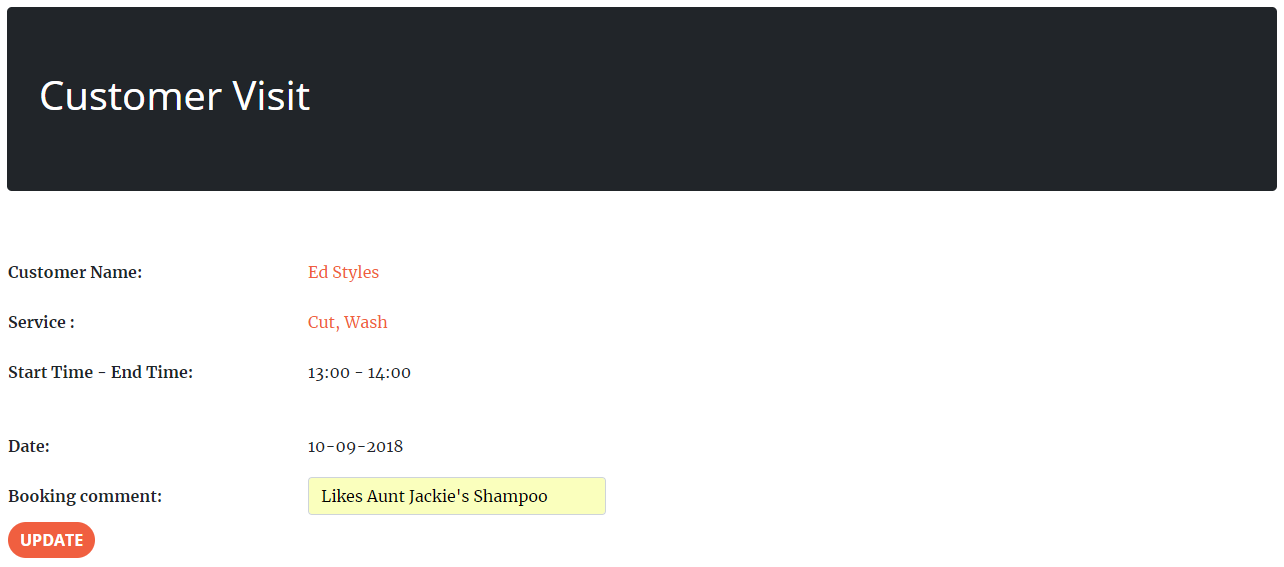 Customer Visit
Customer Name: Ed Styles
Service : Cut, Wash
Start Time - End Time: 13:00 - 14:00
Date: 10-09-2018
Booking comment: Likes Aunt Jackie's Shampoo
UPDATE